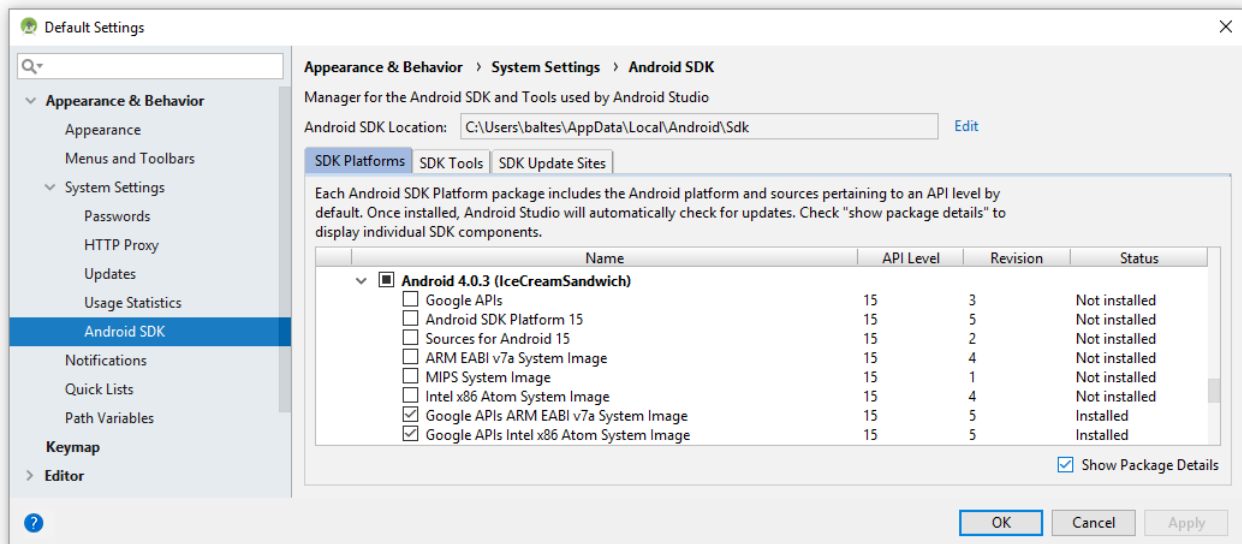 Default Settings
Appearance & Behavior
Appearance
Menus and Toolbars
System Settings
Passwords
HTTP Proxy
Updates
Usage Statistics
Android SDK
Notifications
Quick Lists
Path Variables
Keymap
Editor
Appearance & Behavior > System Settings > Android SDK
Manager for the Android SDK and Tools used by Android Studio
Android SDK Location: C:\Users\baltes\AppData\Local\Android\Sdk Edit
SDK Platforms SDK Tools SDK Update Sites
Each Android SDK Platform package includes the Android platform and sources pertaining to an API level by
default. Once installed, Android Studio will automatically check for updates. Check "show package details" to
display individual SDK components.
Name API Level Revision Status
Android 4.0.3 (IceCreamSandwich)
Google APIs 15 3 Not installed
Android SDK Platform 15 15 5 Not installed
Sources for Android 15 15 2 Not installed
ARM EABI v7a System Image 15 4 Not installed
MIPS System Image 15 1 Not installed
Intel x86 Atom System Image 15 4 Not installed
Google APIs ARM EABI v7a System Image 15 5 Installed
Google APIs Intel x86 Atom System Image 15 5 Installed
Show Package Details
? OK Cancel Apply